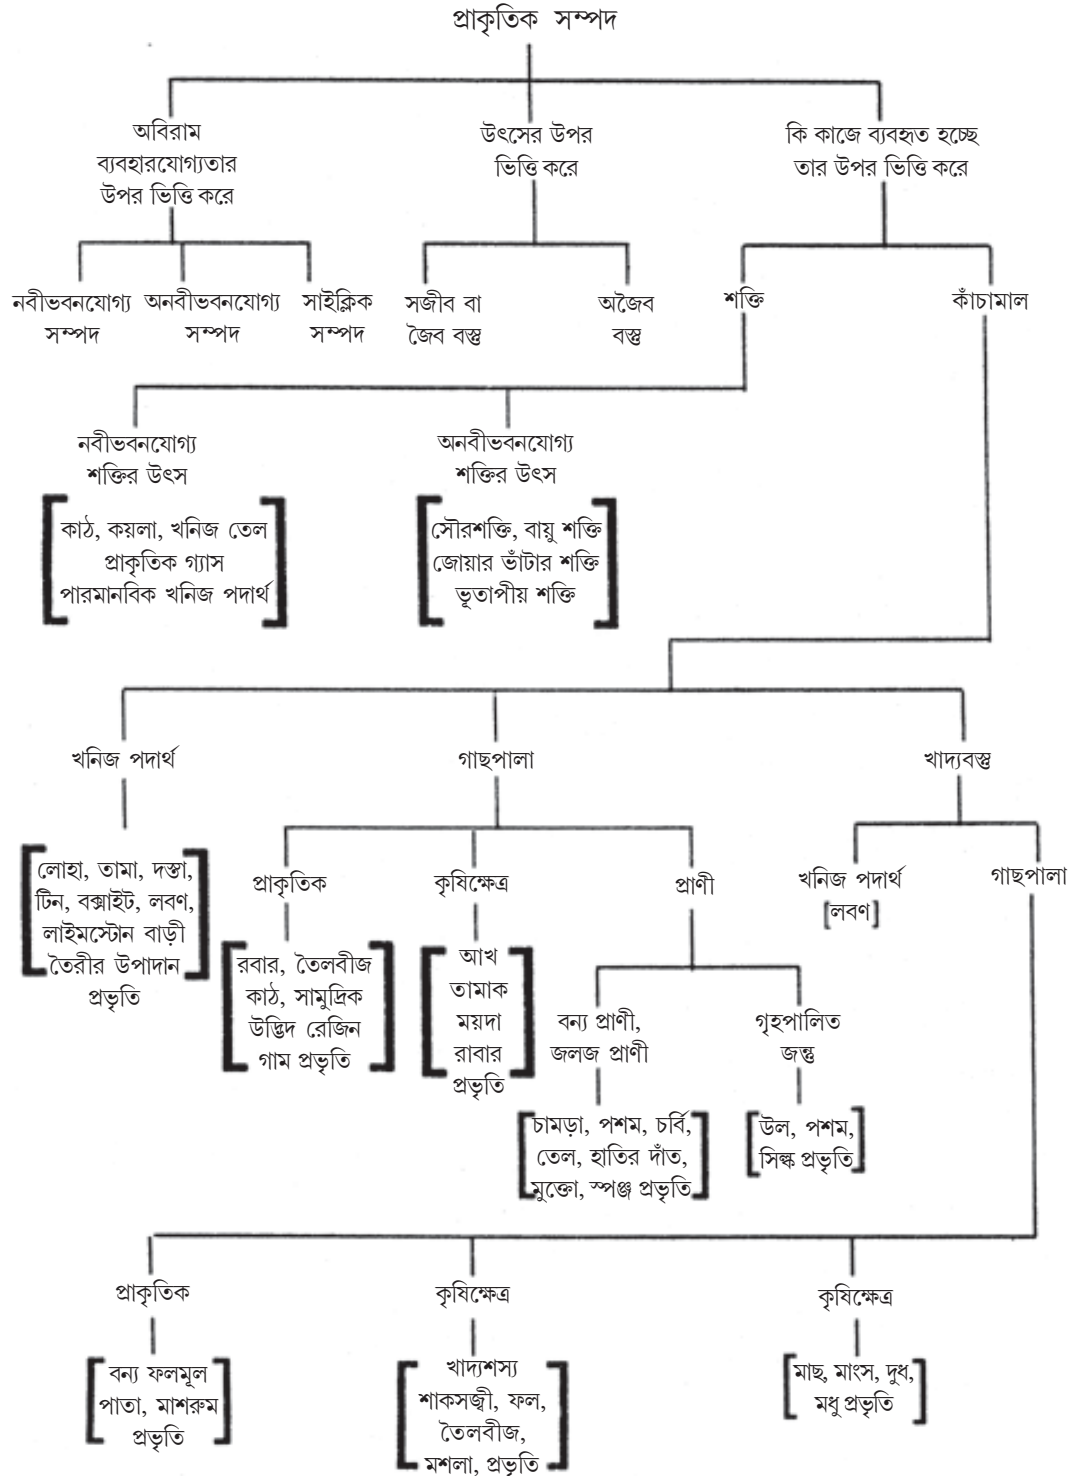 প্রাকৃতিক সম্পদ
অবিরাম
ব্যবহারযোগ্যতার
উপর ভিত্তি করে
উৎসের উপর
ভিত্তি করে
কি কাজে ব্যবহৃত হচ্ছে
তার উপর ভিত্তি করে
নবীভবনযোগ্য
সম্পদ
অনবীভবনযোগ্য
সম্পদ
সাইক্লিক
সম্পদ
সজীব বা
জৈব বস্তু
অজৈব
বস্তু
শক্তি
কাঁচামাল
নবীভবনযোগ্য
শক্তির উৎস
কাঠ, কয়লা, খনিজ তেল
প্রাকৃতিক গ্যাস
পারমানবিক খনিজ পদার্থ
অনবীভবনযোগ্য
শক্তির উৎস
সৌরশক্তি, বায়ু শক্তি
জোয়ার ভাঁটার শক্তি
ভূতাপীয় শক্তি
খনিজ পদার্থ
গাছপালা
খাদ্যবস্তু
লোহা, তামা, দস্তা,
টিন, বক্সাইট, লবণ,
লাইমস্টোন বাড়ী
তৈরীর উপাদান
প্রভৃতি
প্রাকৃতিক
রবার, তৈলবীজ
কাঠ, সামুদ্রিক
উদ্ভিদ রেজিন
গাম প্রভৃতি
কৃষিক্ষেত্র
আখ
তামাক
ময়দা
রাবার
প্রভৃতি
প্রাণী
বন্য প্রাণী,
জলজ প্রাণী
চামড়া, পশম, চর্বি,
তেল, হাতির দাঁত,
মুক্তো, স্পঞ্জ প্রভৃতি
গৃহপালিত
জন্তু
উল, পশম,
সিল্ক প্রভৃতি
খনিজ পদার্থ
[লবণ]
গাছপালা
প্রাকৃতিক
বন্য ফলমূল
পাতা, মাশরুম
প্রভৃতি
কৃষিক্ষেত্র
খাদ্যশস্য
শাকসজ্বী, ফল,
তৈলবীজ,
মশলা, প্রভৃতি
কৃষিক্ষেত্র
মাছ, মাংস, দুধ,
মধু প্রভৃতি